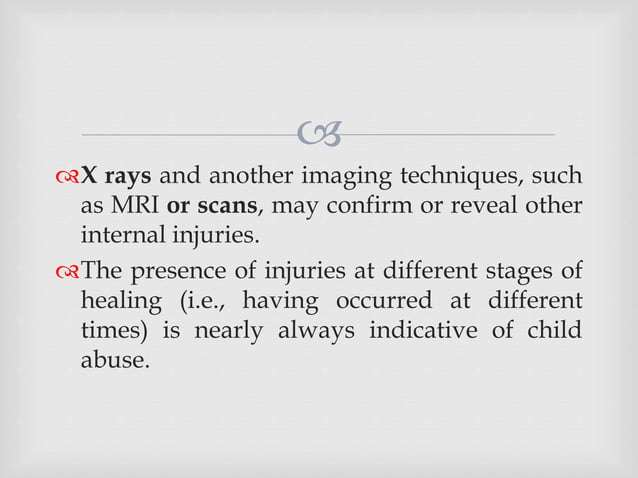 X rays and another imaging techniques, such
as MRI or scans, may confirm or reveal other
internal injuries.
The presence of injuries at different stages of
healing (i.e., having occurred at different
times) is nearly always indicative of child
abuse.